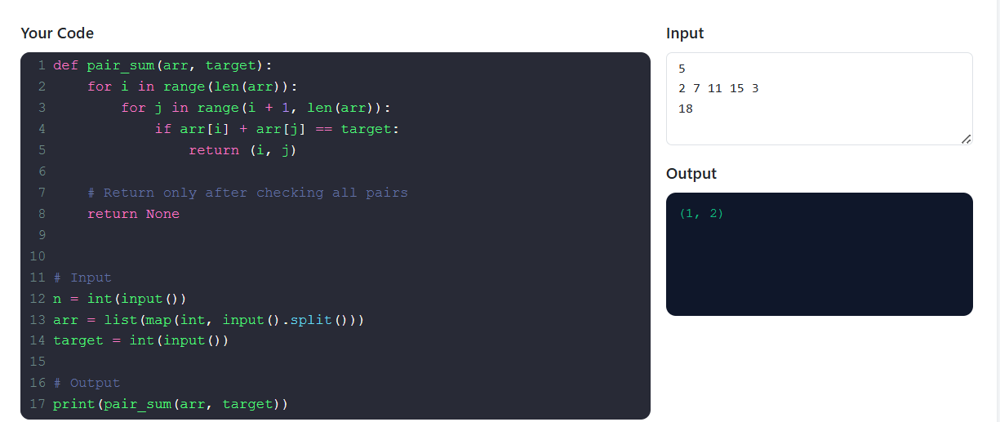 Your Code
1 def pair_sum(arr, target):
2     for i in range(len(arr)):
3         for j in range(i + 1, len(arr)):
4             if arr[i] + arr[j] == target:
5                 return (i, j)
6
7     # Return only after checking all pairs
8     return None
9
10
11 # Input
12 n = int(input())
13 arr = list(map(int, input().split()))
14 target = int(input())
15
16 # Output
17 print(pair_sum(arr, target))
Input
5
2 7 11 15 3
18
Output
(1, 2)